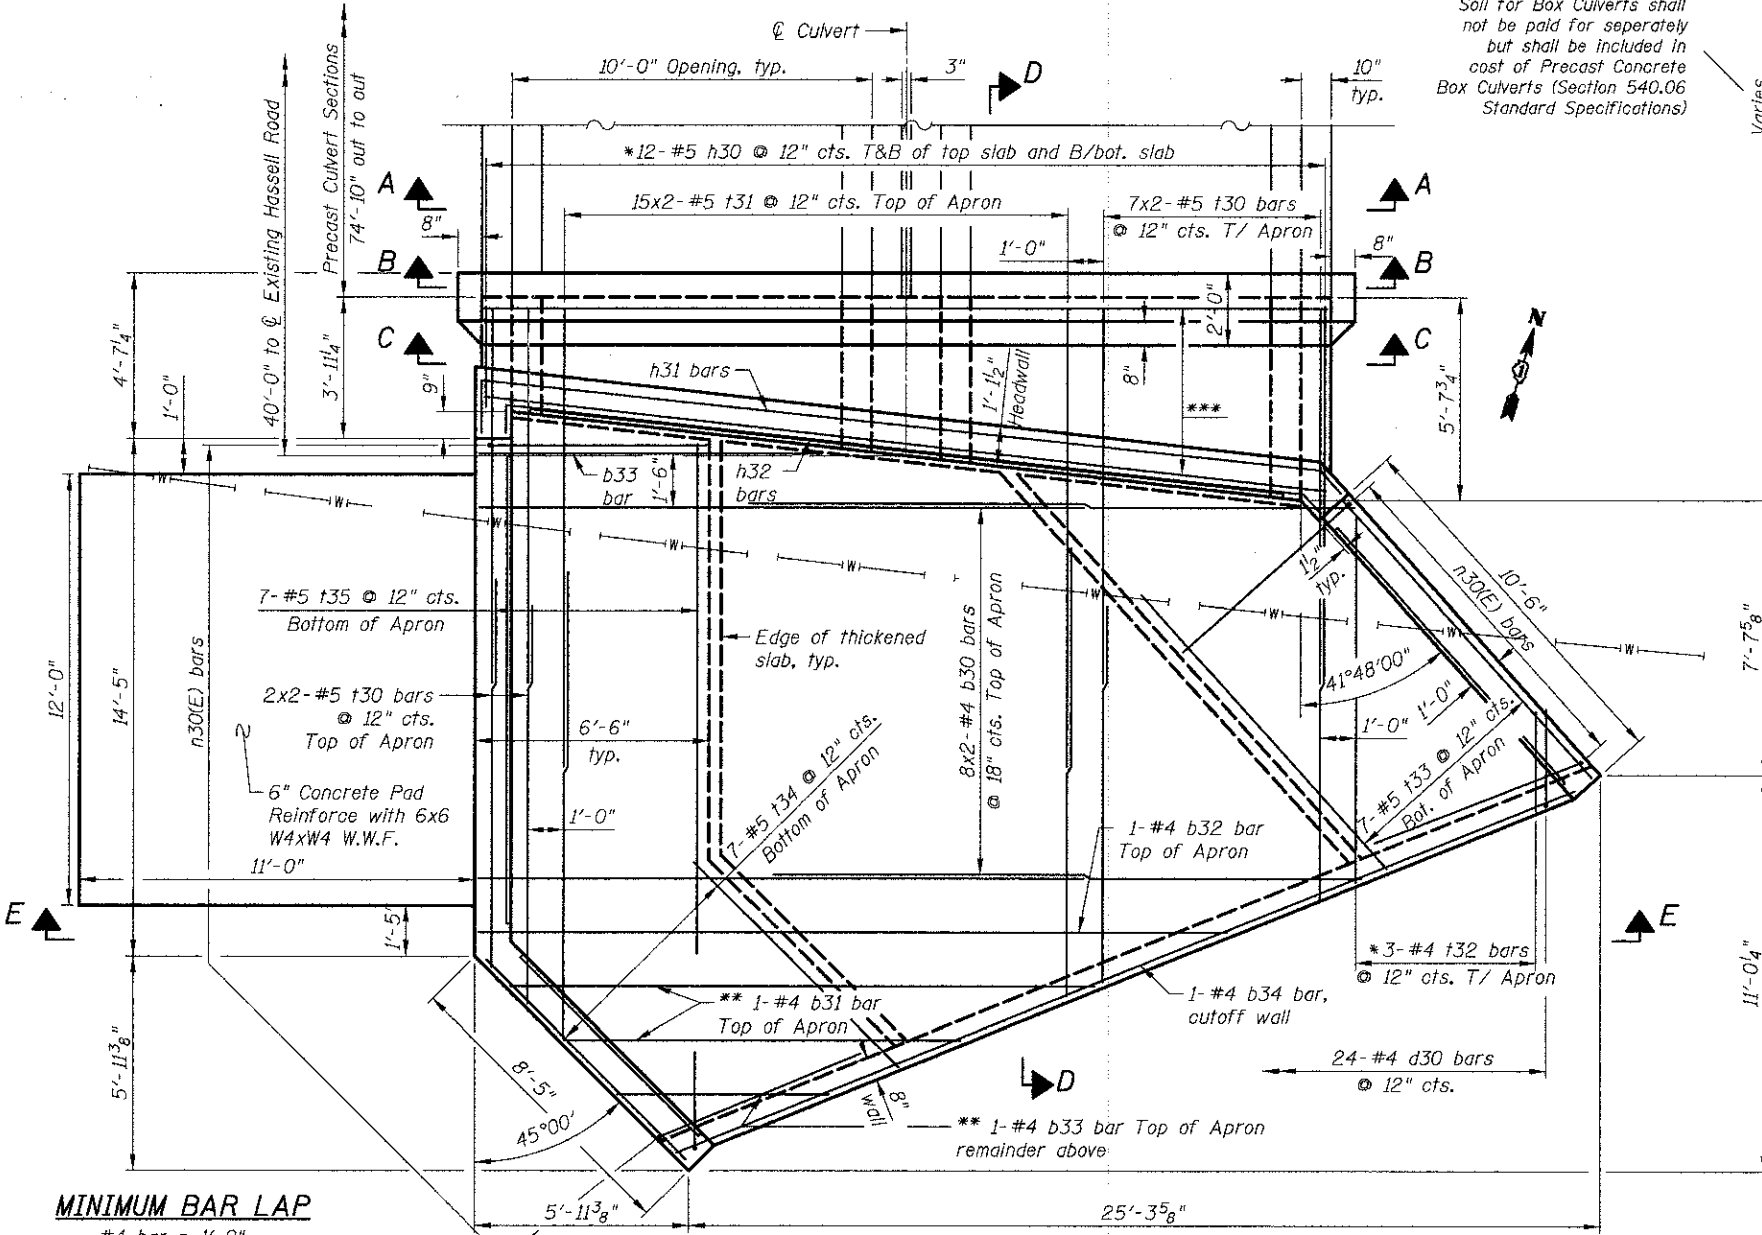 Soil for Box Culverts shall
not be paid for seperately
but shall be included in
cost of Precast Concrete
Box Culverts (Section 540.06
Standard Specifications)
Varies
℄ Culvert
10'-0" Opening, typ.
3"
D
10"
typ.
40'-0" to ℄ Existing Hassell Road
Precast Culvert Sections
74'-10" out to out
*12-#5 h30 @ 12" cts. T&B of top slab and B/bot. slab
A
A
15x2-#5 t31 @ 12" cts. Top of Apron
7x2-#5 t30 bars
@ 12" cts. T/ Apron
8"
1'-0"
8"
B
B
2'-0"
N
4'-7¼"
3'-11¼"
C
C
1'-0"
9"
h31 bars
1'-1½"
Headwall
8"
***
5'-7¾"
b33
bar
1'-6"
h32
bars
W
W
W
W
W
W
W
W
W
W
1½"
typ.
n30(E) bars
10'-6"
7'-7⅝"
7-#5 t35 @ 12" cts.
Bottom of Apron
Edge of thickened
slab, typ.
8x2-#4 b30 bars
@ 18" cts. Top of Apron
41°48'00"
1'-0"
1'-0"
12'-0"
14'-5"
n30(E) bars
2x2-#5 t30 bars
@ 12" cts.
Top of Apron
6'-6"
typ.
7-#5 t34 @ 12" cts.
Bottom of Apron
7-#5 t33 @ 12" cts.
Bot. of Apron
6" Concrete Pad
Reinforce with 6x6
W4xW4 W.W.F.
1'-0"
1-#4 b32 bar
Top of Apron
11'-0"
E
E
1'-5"
*3-#4 t32 bars
@ 12" cts. T/ Apron
** 1-#4 b31 bar
Top of Apron
1-#4 b34 bar,
cutoff wall
11'-0¼"
5'-11⅜"
8'-5"
45°00'
8"
wall
D
24-#4 d30 bars
@ 12" cts.
** 1-#4 b33 bar Top of Apron
remainder above
MINIMUM BAR LAP
5'-11⅜"
25'-3⅝"